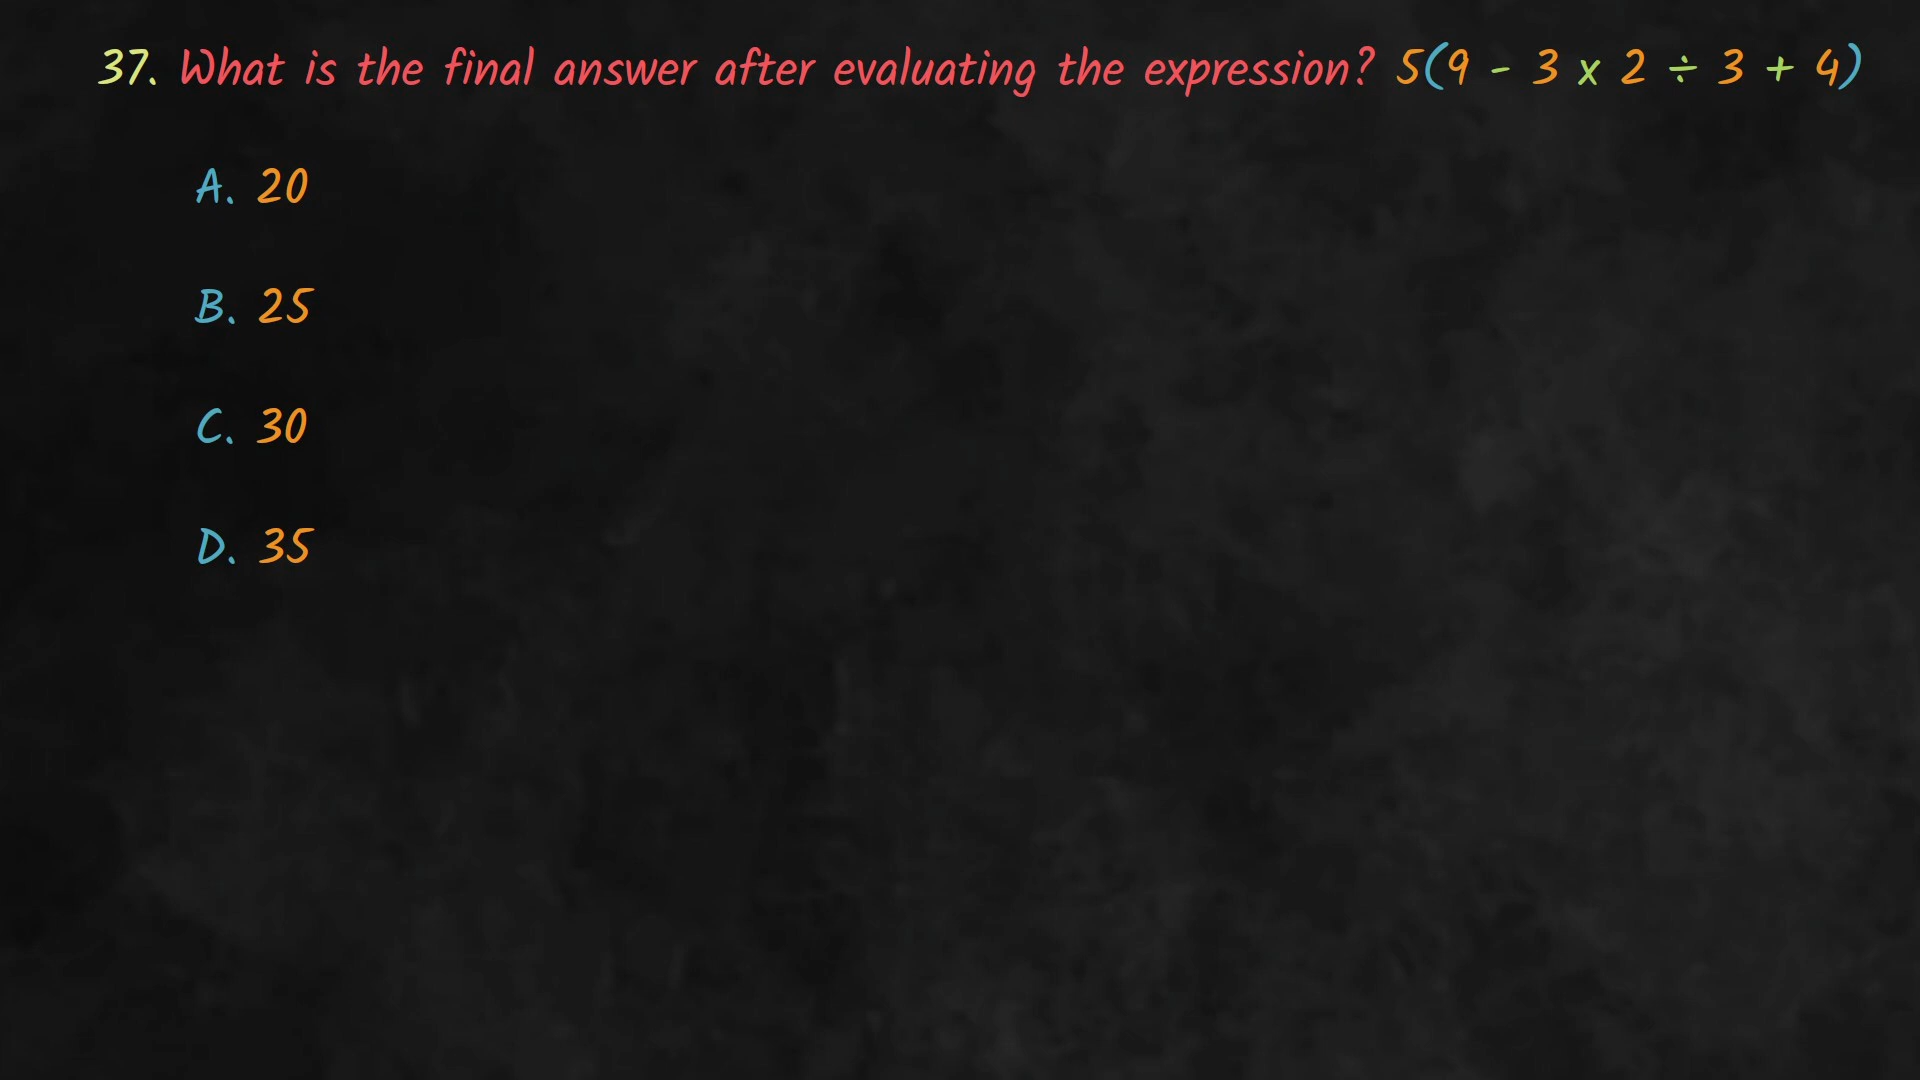 37. What is the final answer after evaluating the expression? 5(9 - 3 x 2 ÷ 3 + 4)
A. 20
B. 25
C. 30
D. 35